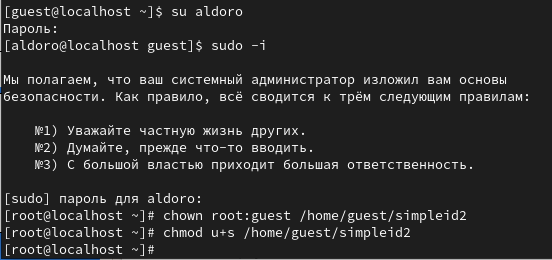 [guest@localhost ~]$ su aldoro
Пароль:
[aldoro@localhost guest]$ sudo -i
Мы полагаем, что ваш системный администратор изложил вам основы
безопасности. Как правило, всё сводится к трём следующим правилам:
№1) Уважайте частную жизнь других.
№2) Думайте, прежде что-то вводить.
№3) С большой властью приходит большая ответственность.
[sudo] пароль для aldoro:
[root@localhost ~]# chown root:guest /home/guest/simpleid2
[root@localhost ~]# chmod u+s /home/guest/simpleid2
[root@localhost ~]#